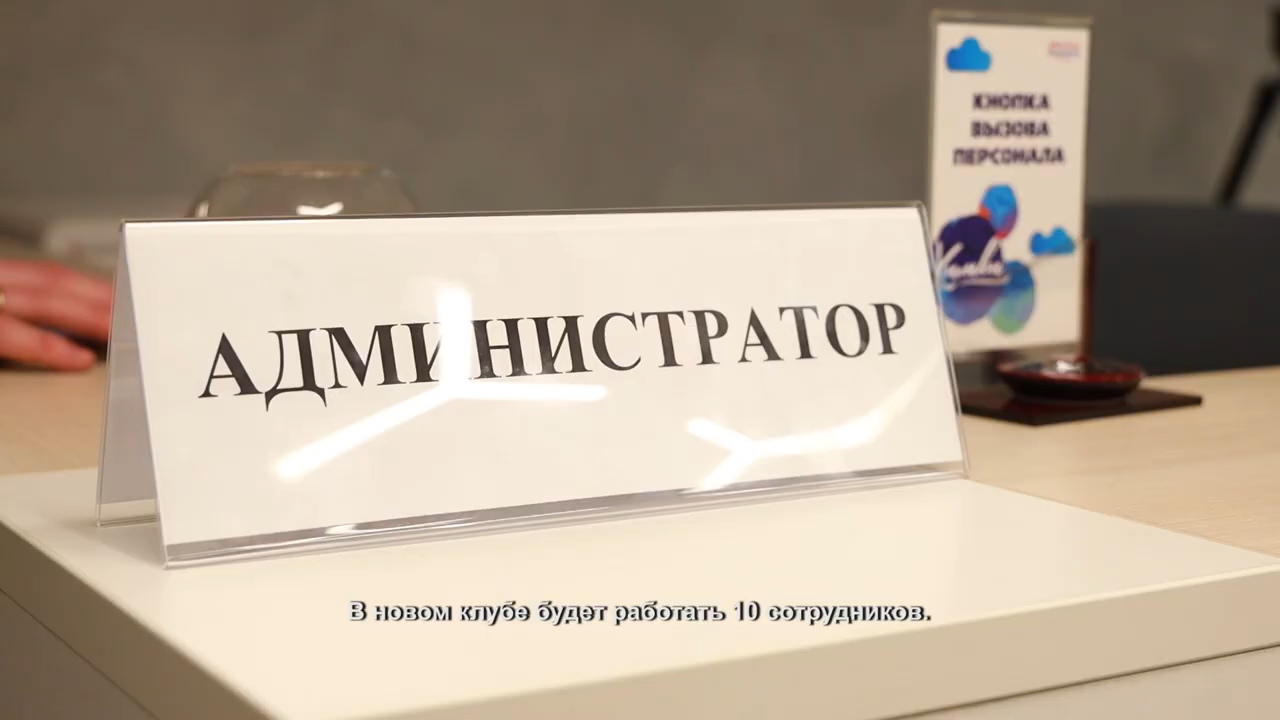 КНОПКА
ВЫЗОВА
ПЕРСОНАЛА
АДМИНИСТРАТОР
В новом клубе будет работать 10 сотрудников.